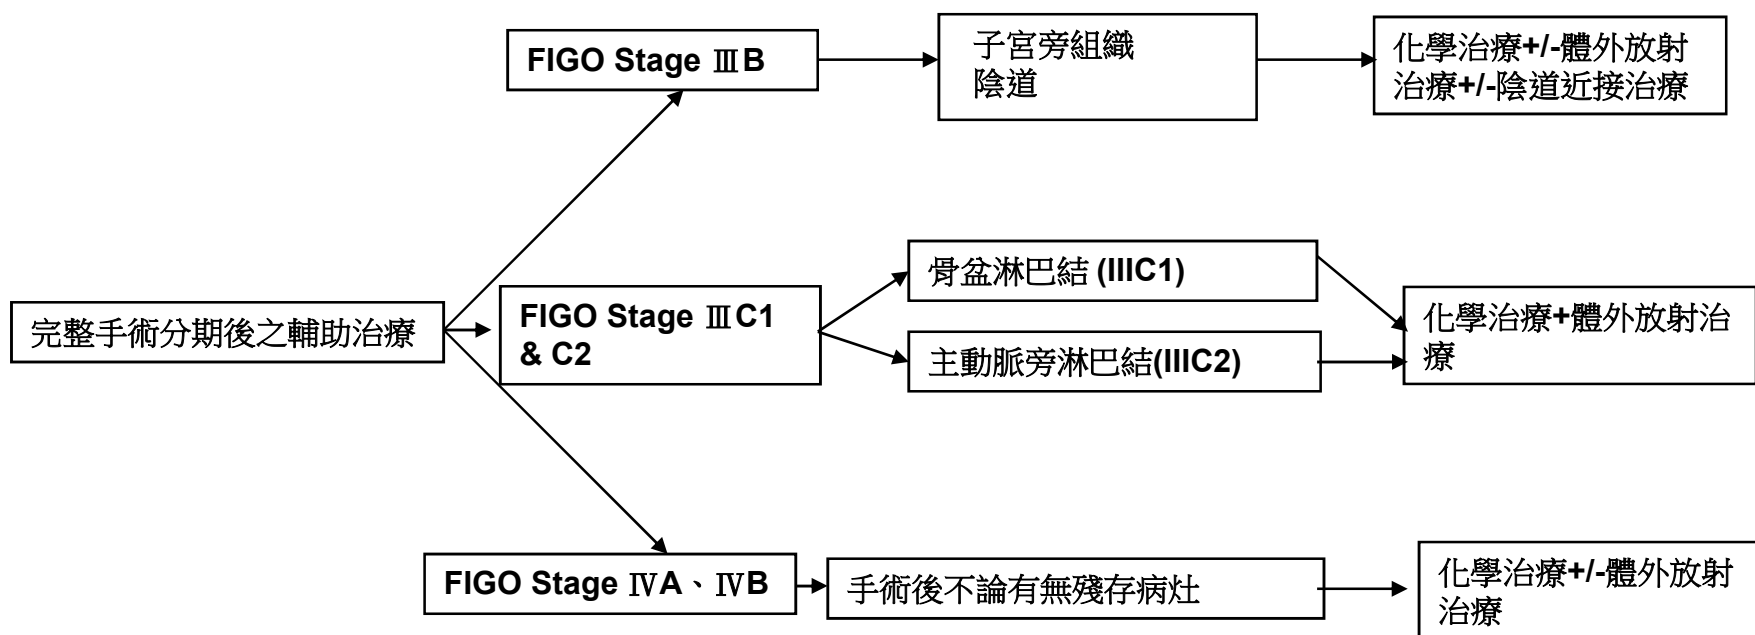 FIGO Stage ⅢB
子宮旁組織
陰道
化學治療+/-體外放射
治療+/-陰道近接治療
完整手術分期後之輔助治療
FIGO Stage ⅢC1
& C2
骨盆淋巴結 (IIIC1)
主動脈旁淋巴結(IIIC2)
化學治療+體外放射治
療
FIGO Stage ⅣA、ⅣB
手術後不論有無殘存病灶
化學治療+/-體外放射
治療